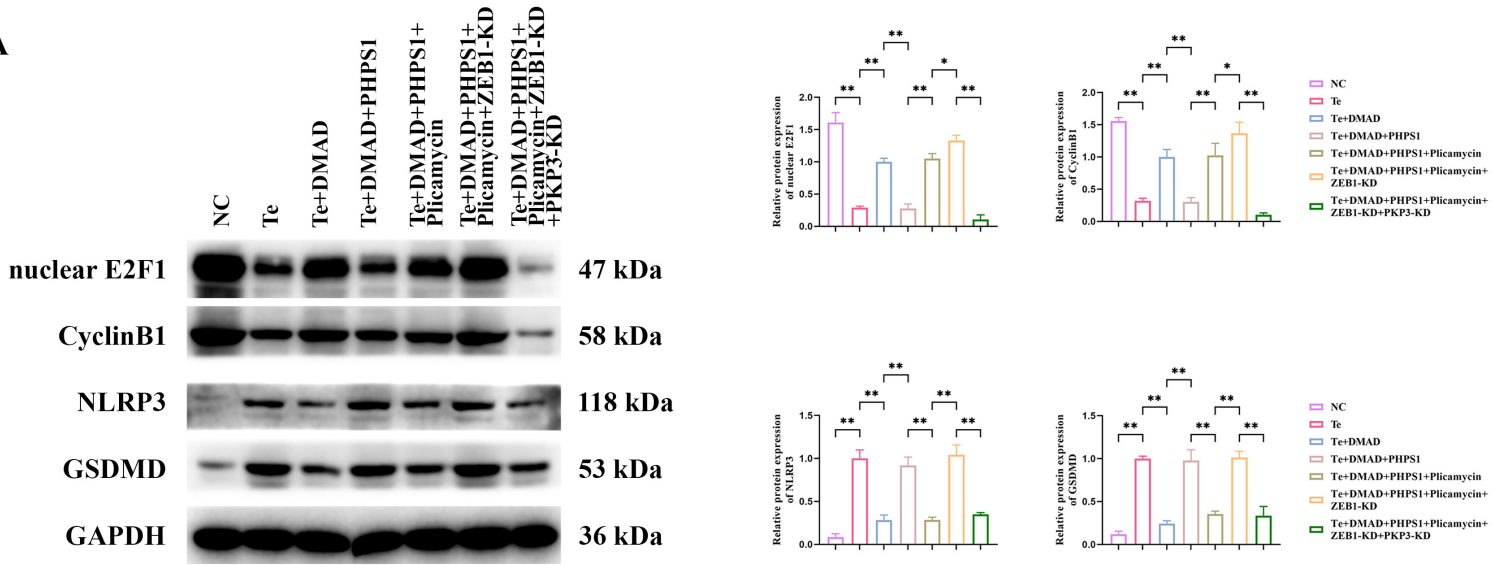 A
NC
Te
Te+DMAD
Te+DMAD+PHPS1
Te+DMAD+PHPS1+
Plicamycin
Te+DMAD+PHPS1+
Plicamycin+ZEB1-KD
Te+DMAD+PHPS1+
Plicamycin+ZEB1-KD
+PKP3-KD
nuclear E2F1 47 kDa
CyclinB1 58 kDa
NLRP3 118 kDa
GSDMD 53 kDa
GAPDH 36 kDa
Relative protein expression
of nuclear E2F1
2.0
1.5
1.0
0.5
0.0
**
**
**
**
**
*
**
Relative protein expression
of CyclinB1
2.0
1.5
1.0
0.5
0.0
**
**
**
**
**
*
**
NC
Te
Te+DMAD
Te+DMAD+PHPS1
Te+DMAD+PHPS1+Plicamycin
Te+DMAD+PHPS1+Plicamycin+
ZEB1-KD
Te+DMAD+PHPS1+Plicamycin+
ZEB1-KD+PKP3-KD
Relative protein expression
of NLRP3
1.5
1.0
0.5
0.0
**
**
**
**
**
**
Relative protein expression
of GSDMD
1.5
1.0
0.5
0.0
**
**
**
**
**
**
NC
Te
Te+DMAD
Te+DMAD+PHPS1
Te+DMAD+PHPS1+Plicamycin
Te+DMAD+PHPS1+Plicamycin+
ZEB1-KD
Te+DMAD+PHPS1+Plicamycin+
ZEB1-KD+PKP3-KD